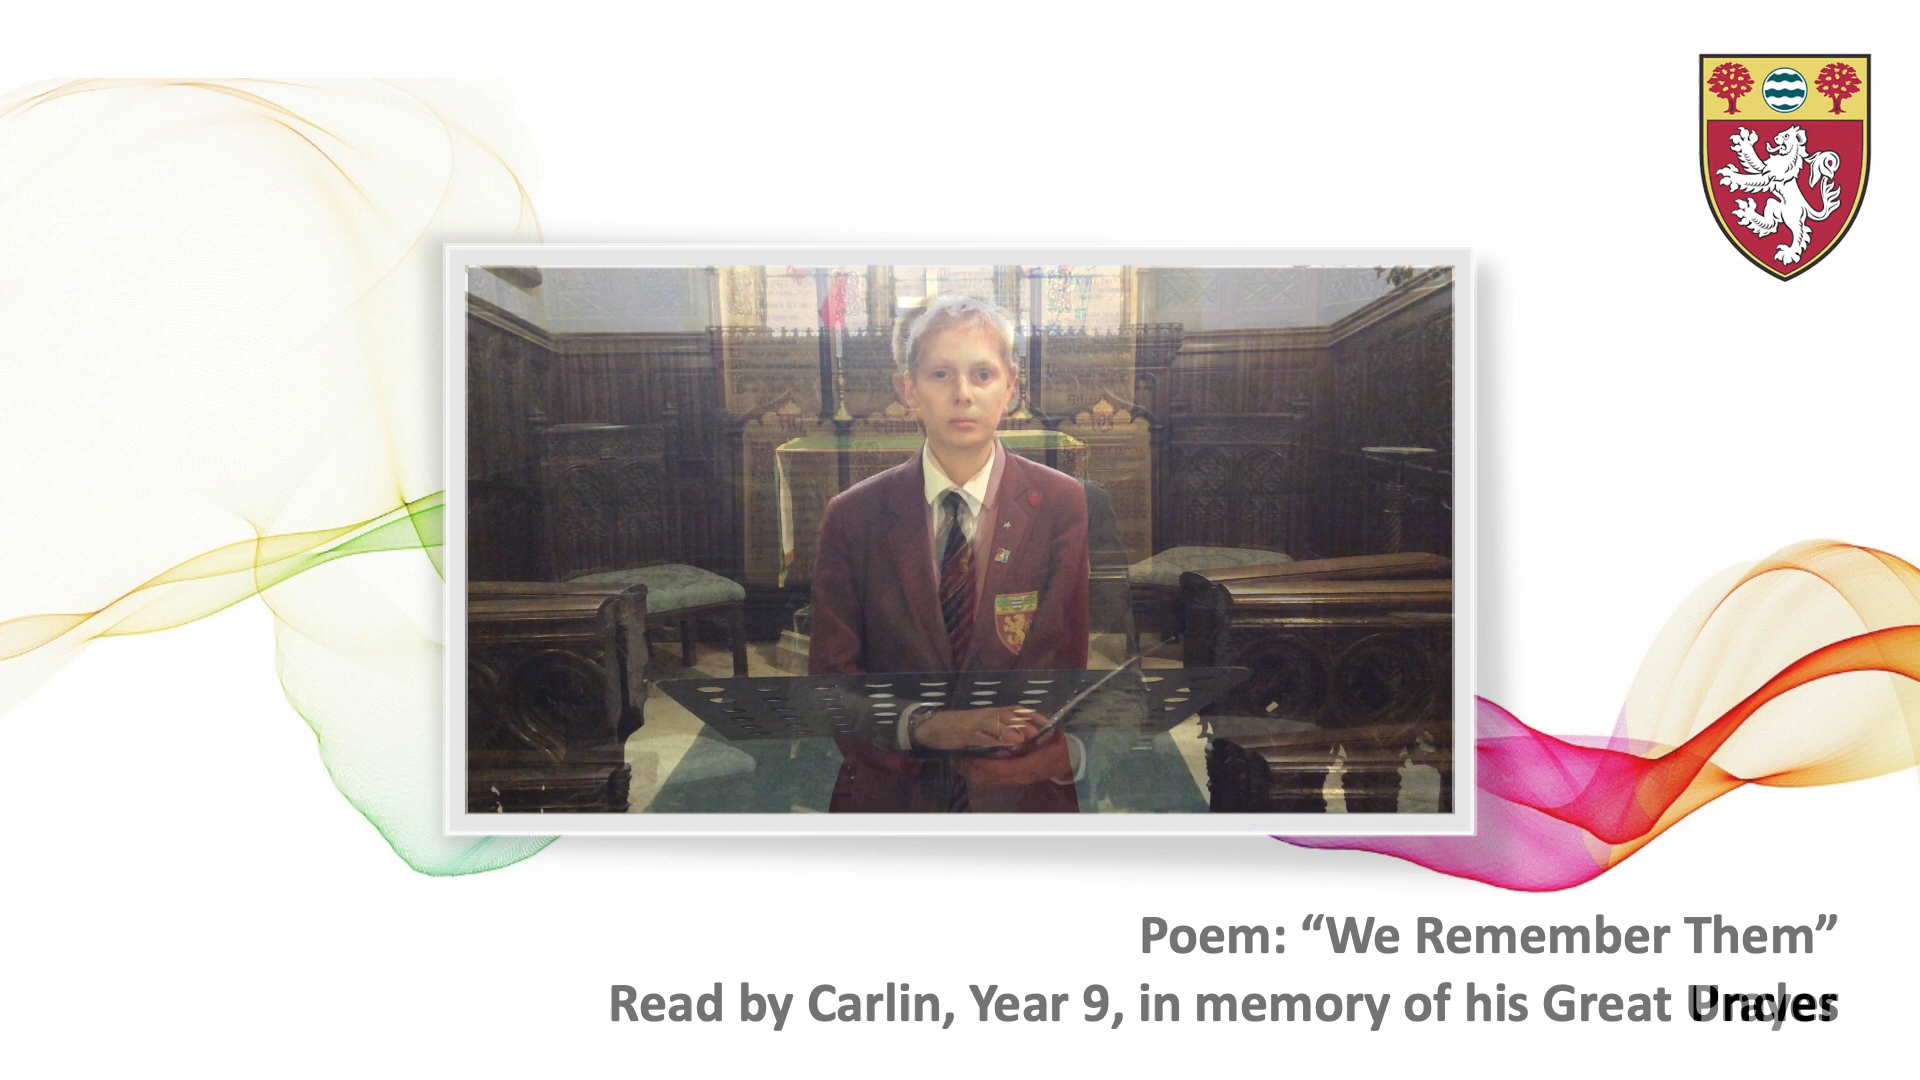 Poem: “We Remember Them”
Read by Carlin, Year 9, in memory of his Great